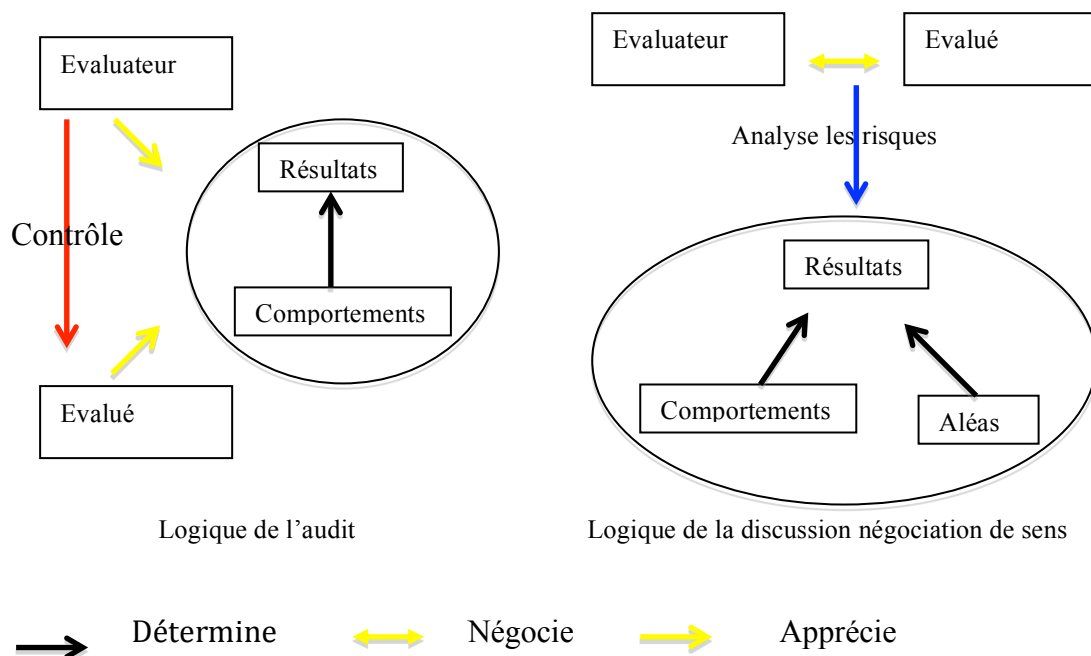 Evaluateur
Résultats
Contrôle
Comportements
Evalué
Logique de l’audit
Evaluateur
Evalué
Analyse les risques
Résultats
Comportements
Aléas
Logique de la discussion négociation de sens
Détermine
Négocie
Apprécie